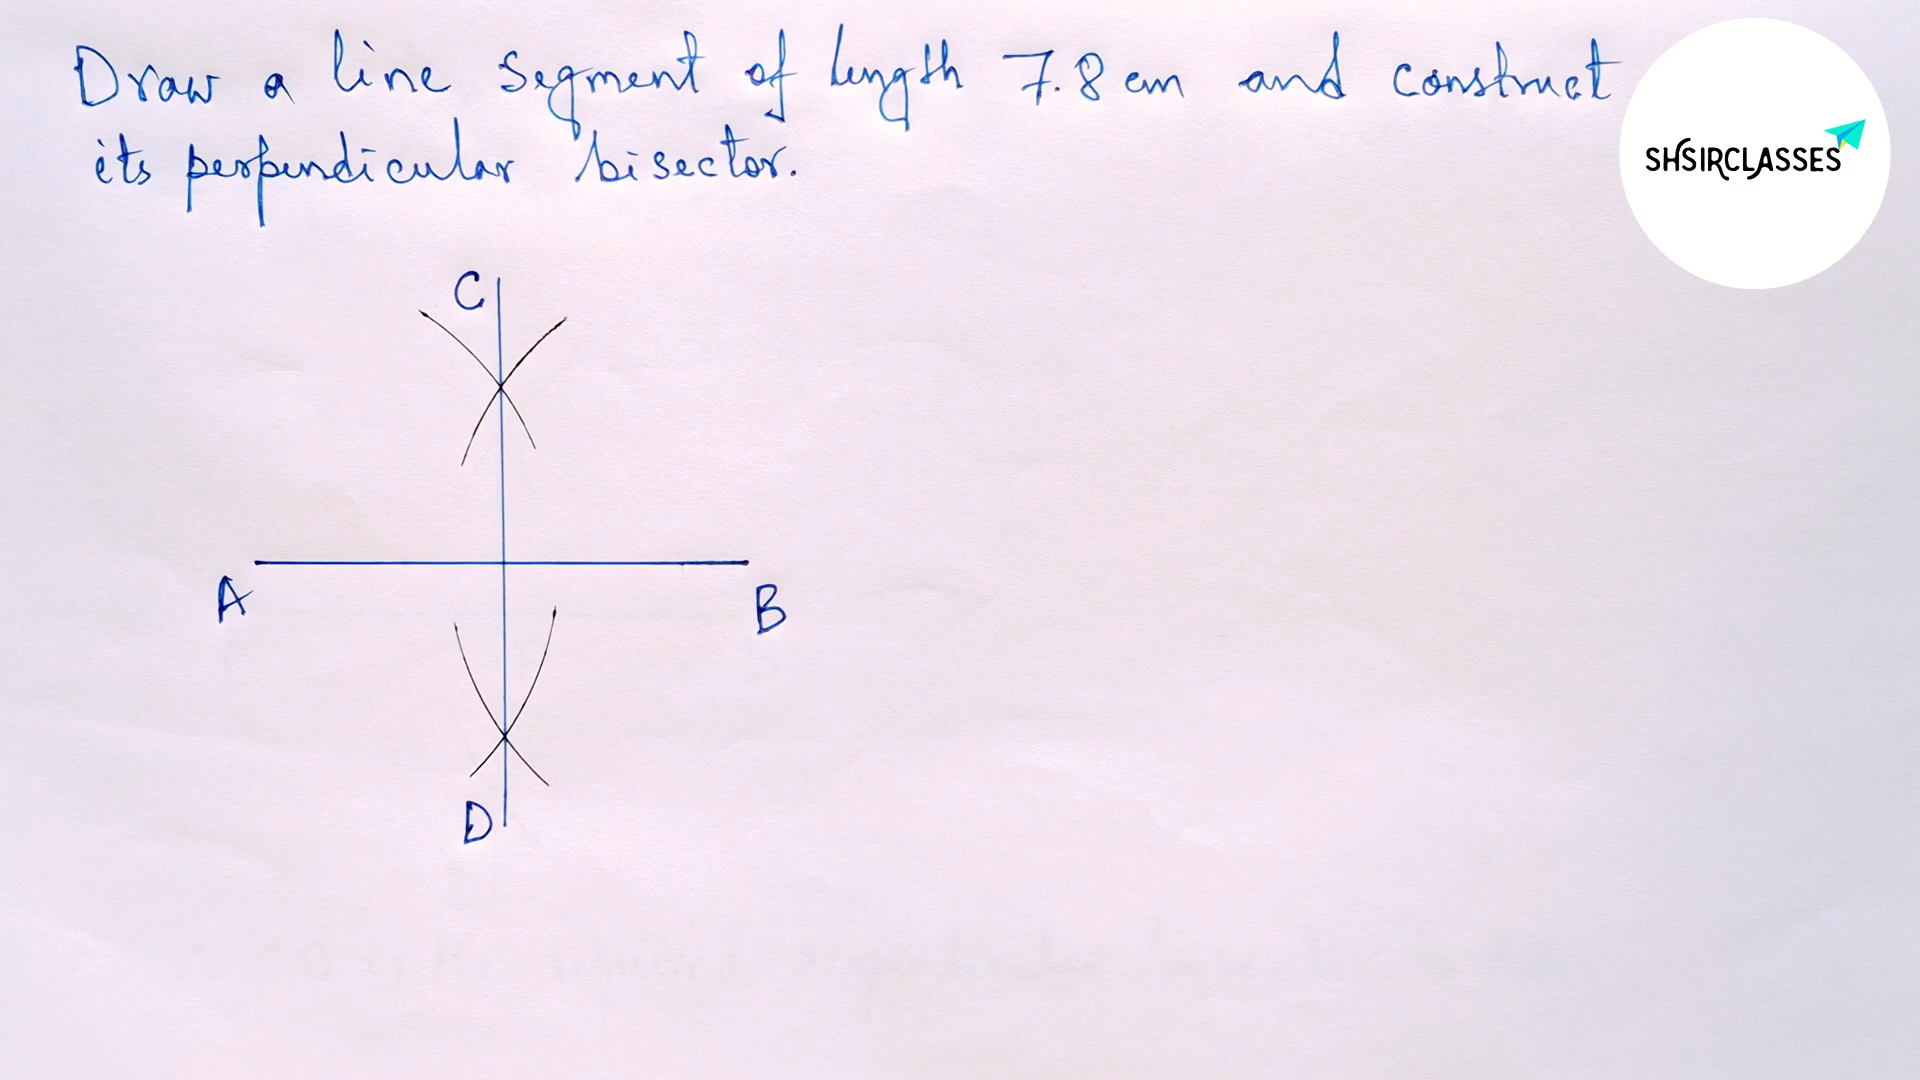 Draw a line segment of length 7.8 cm and construct
its perpendicular bisector.
SHSIRCLASSES
C
A
B
D